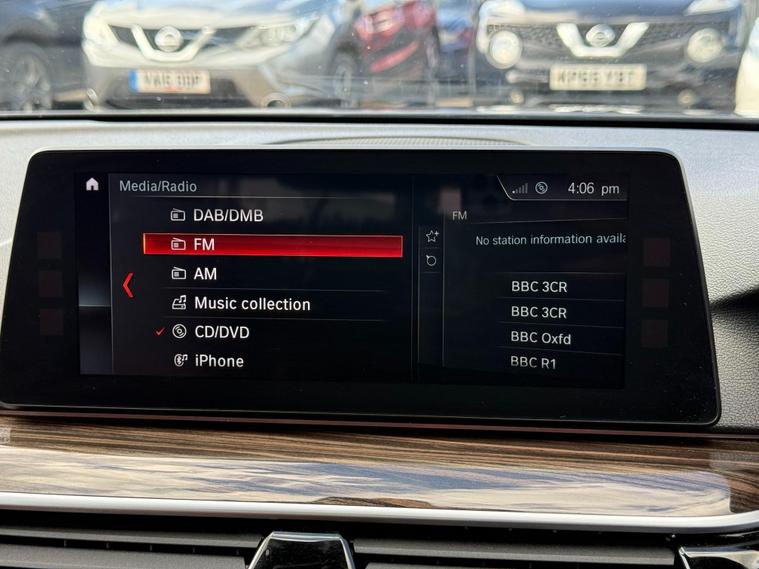 Media/Radio
4:06 pm
DAB/DMB
FM
AM
Music collection
CD/DVD
iPhone
FM
No station information availa
BBC 3CR
BBC 3CR
BBC Oxfd
BBC R1